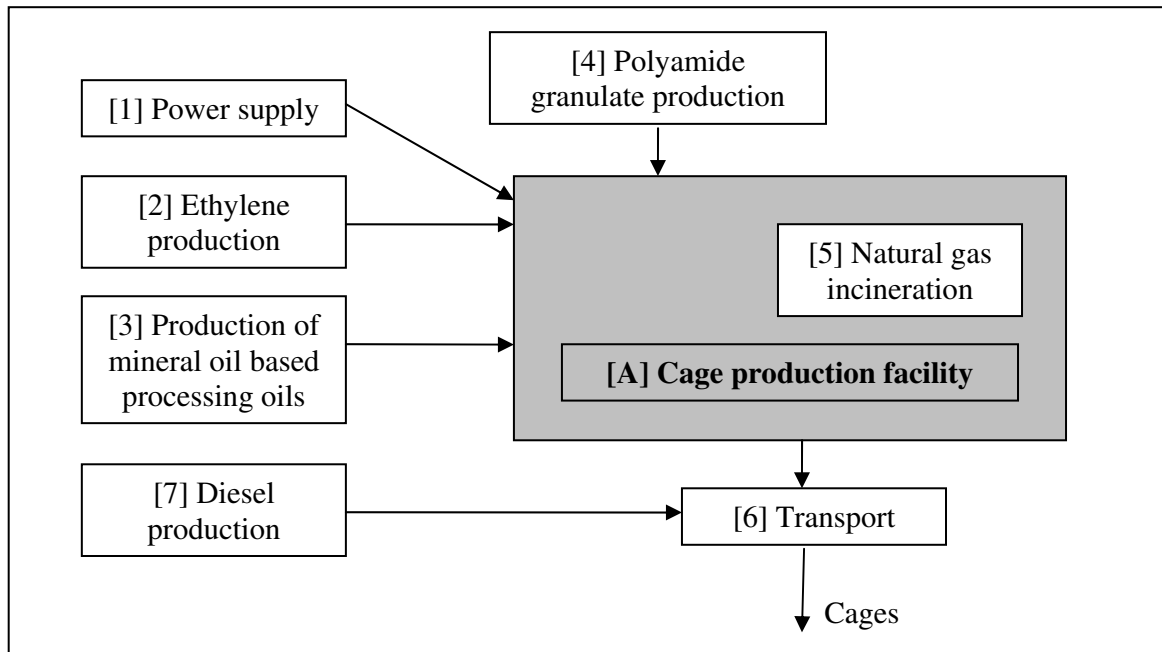 [4] Polyamide
granulate production
[1] Power supply
[2] Ethylene
production
[5] Natural gas
incineration
[3] Production of
mineral oil based
processing oils
[A] Cage production facility
[7] Diesel
production
[6] Transport
Cages